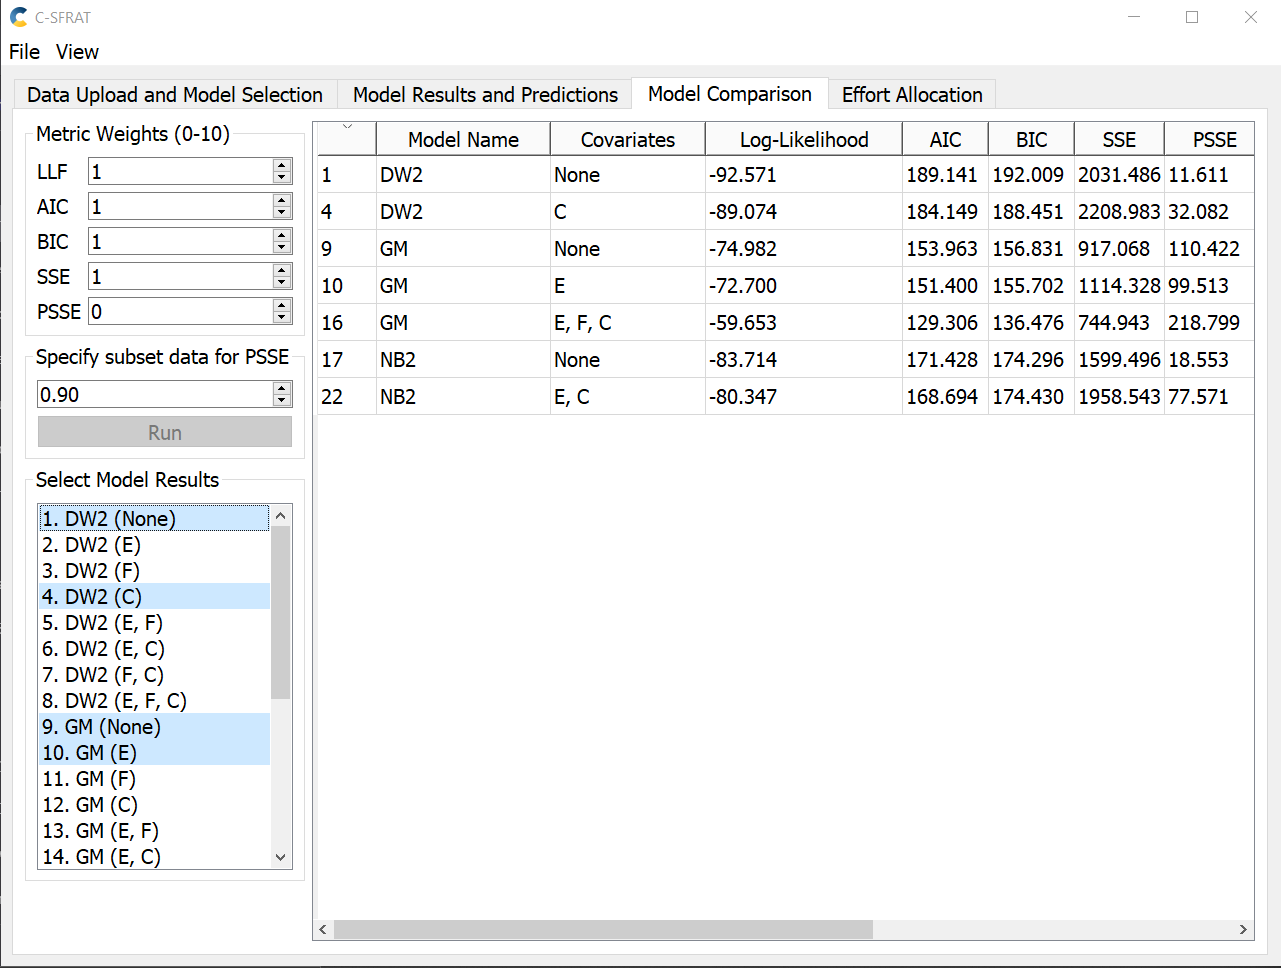 C-SFRAT
File View
Data Upload and Model Selection Model Results and Predictions Model Comparison Effort Allocation
Metric Weights (0-10)
LLF 1
AIC 1
BIC 1
SSE 1
PSSE 0
Specify subset data for PSSE
0.90
Run
Select Model Results
1. DW2 (None)
2. DW2 (E)
3. DW2 (F)
4. DW2 (C)
5. DW2 (E, F)
6. DW2 (E, C)
7. DW2 (F, C)
8. DW2 (E, F, C)
9. GM (None)
10. GM (E)
11. GM (F)
12. GM (C)
13. GM (E, F)
14. GM (E, C)
Model Name Covariates Log-Likelihood AIC BIC SSE PSSE
1 DW2 None -92.571 189.141 192.009 2031.486 11.611
4 DW2 C -89.074 184.149 188.451 2208.983 32.082
9 GM None -74.982 153.963 156.831 917.068 110.422
10 GM E -72.700 151.400 155.702 1114.328 99.513
16 GM E, F, C -59.653 129.306 136.476 744.943 218.799
17 NB2 None -83.714 171.428 174.296 1599.496 18.553
22 NB2 E, C -80.347 168.694 174.430 1958.543 77.571